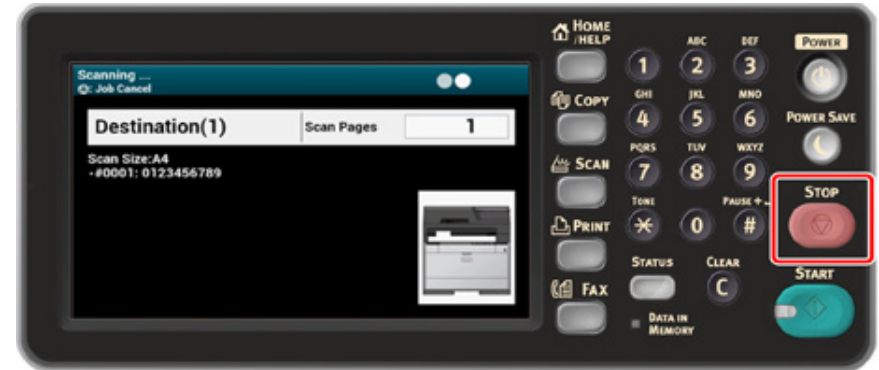 Scanning ....
: Job Cancel
Destination(1)
Scan Pages
1
Scan Size:A4
-#0001: 0123456789
HOME
/HELP
COPY
SCAN
PRINT
FAX
1
ABC
2
DEF
3
GHI
4
JKL
5
MNO
6
PQRS
7
TUV
8
WXYZ
9
TONE
0
PAUSE + -
#
STATUS
CLEAR
C
DATA IN
MEMORY
POWER
POWER SAVE
STOP
START